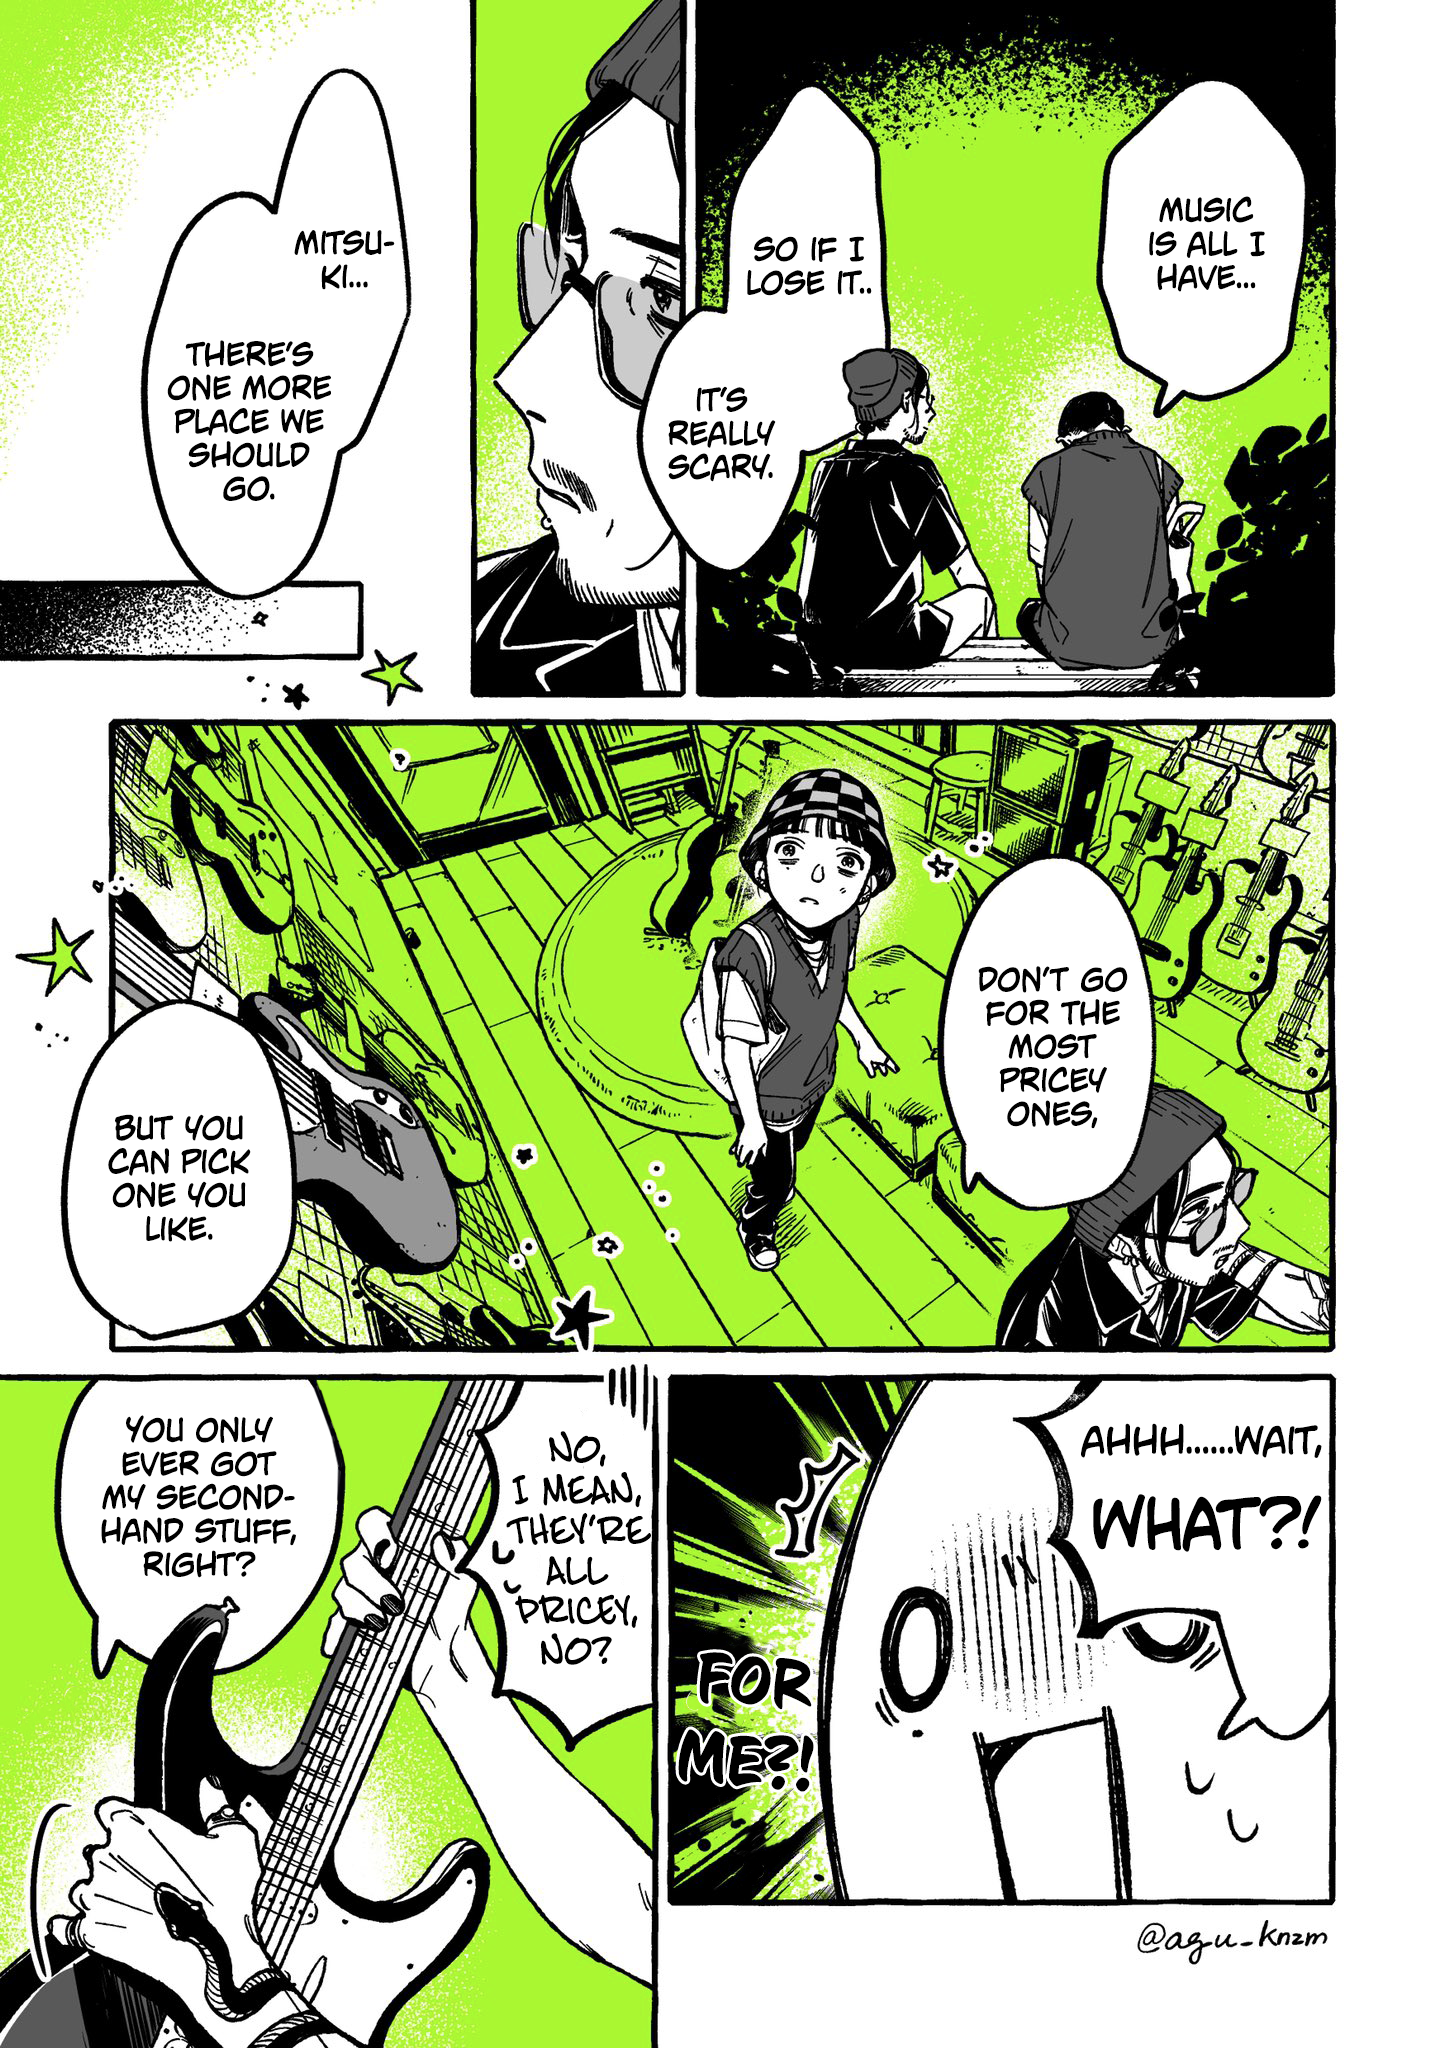 MUSIC
IS ALL I
HAVE...
SO IF I
LOSE IT..
IT'S
REALLY
SCARY.
MITSU-
KI...
THERE'S
ONE MORE
PLACE WE
SHOULD
GO.
DON'T GO
FOR THE
MOST
PRICEY
ONES,
BUT YOU
CAN PICK
ONE YOU
LIKE.
AHHH......WAIT,
WHAT?!
FOR
ME?!
NO,
I MEAN,
THEY'RE
ALL
PRICEY,
NO?
YOU ONLY
EVER GOT
MY SECOND-
HAND STUFF,
RIGHT?
@agu_knzm